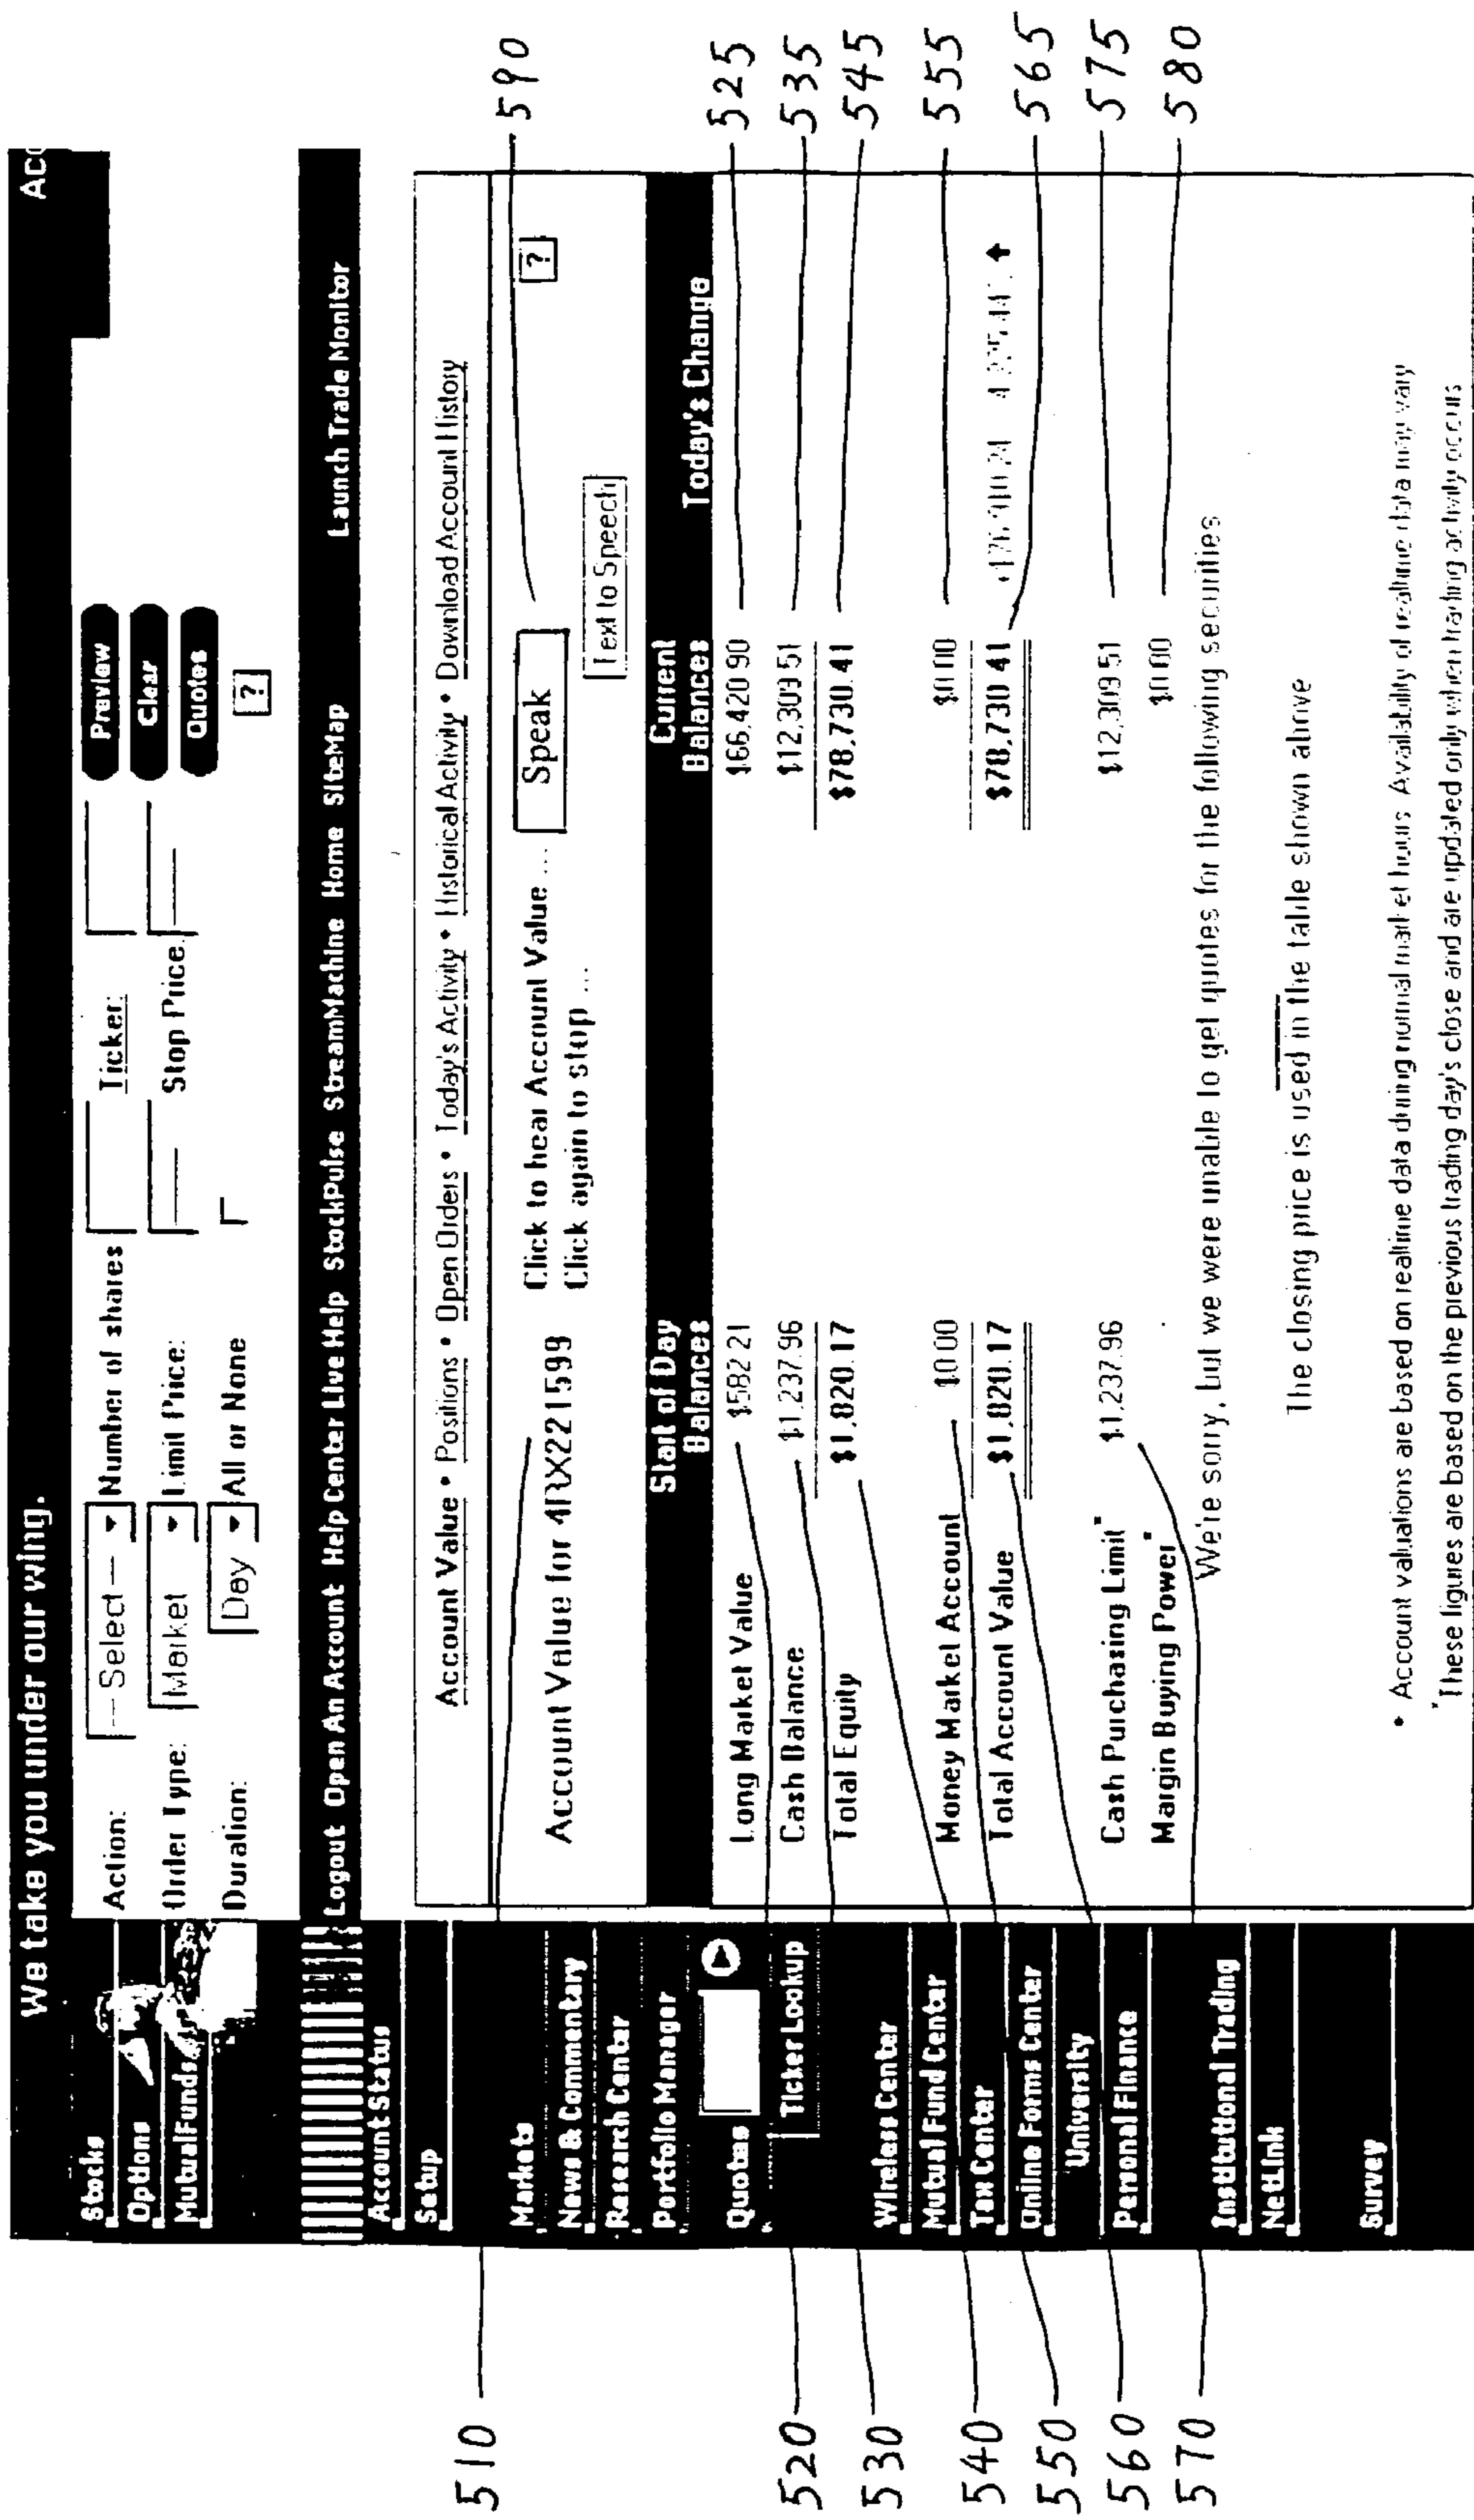 We take you under our wing.
Acc
Stocks
Options
Mutual Funds
Action: ---Select--- Number of shares Ticker: Preview
Order Type: Market Limit Price: Stop Price: Clear
Duration: Day All or None Quotes
?
Logout Open An Account Help Center Live Help StockPulse StreamMachine Home SiteMap Launch Trade Monitor
Account Status
Setup
Markets
News & Commentary
Research Center
Portfolio Manager
Quotes
Ticker Lookup
Wireless Center
Mutual Fund Center
Tax Center
Online Forms Center
University
Personal Finance
Institutional Trading
NetLink
Survey
Account Value • Positions • Open Orders • Today's Activity • Historical Activity • Download Account History
Account Value for 4RX221599 Click to hear Account Value ... Speak ?
Click again to stop ... Text to Speech
Start of Day Balances Current Balances Today's Change
Long Market Value $582.21 $66,420.90
Cash Balance $1,237.96 $12,309.51
Total Equity $1,820.17 $78,730.41
Money Market Account $0.00 $0.00
Total Account Value $1,820.17 $78,730.41
Cash Purchasing Limit* $1,237.96 $12,309.51
Margin Buying Power* $0.00
We're sorry, but we were unable to get quotes for the following securities
The closing price is used in the table shown above
• Account valuations are based on realtime data during normal market hours. Availability of realtime data may vary
*These figures are based on the previous trading day's close and are updated only when trading activity occurs
510
520
530
540
550
560
570
590
525
535
545
555
565
575
580